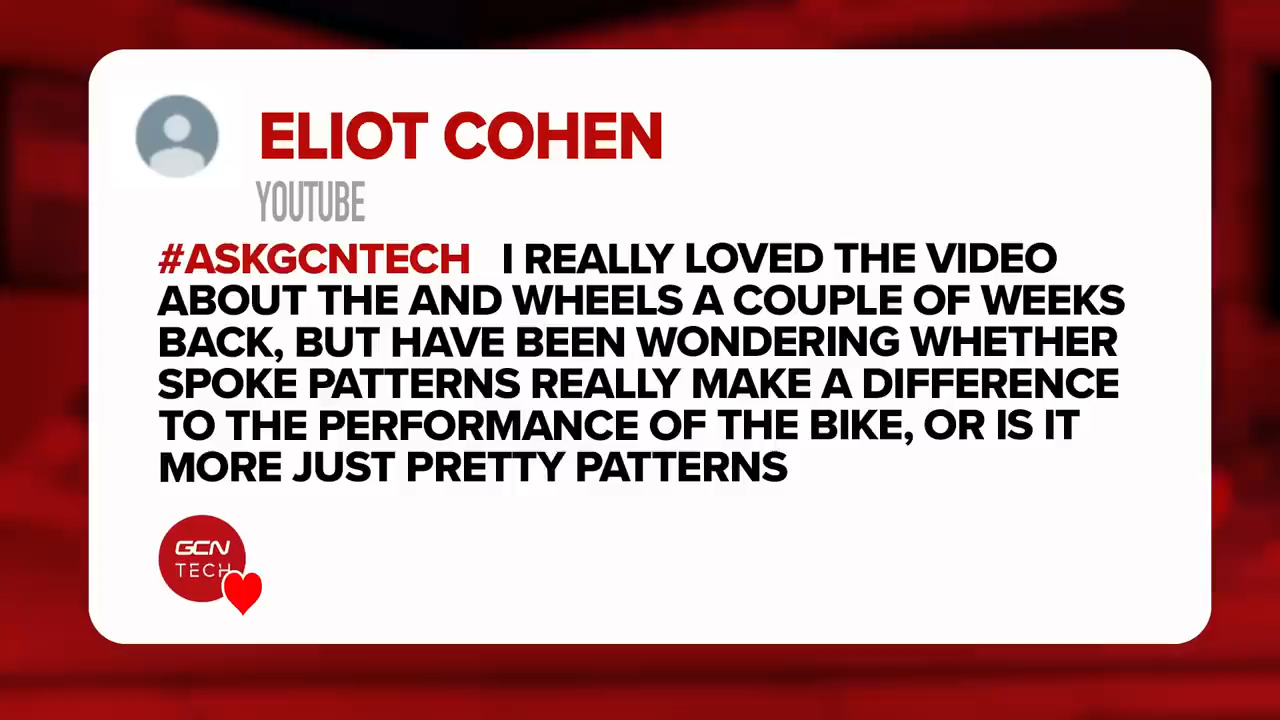 ELIOT COHEN
YOUTUBE
#ASKGCNTECH I REALLY LOVED THE VIDEO
ABOUT THE AND WHEELS A COUPLE OF WEEKS
BACK, BUT HAVE BEEN WONDERING WHETHER
SPOKE PATTERNS REALLY MAKE A DIFFERENCE
TO THE PERFORMANCE OF THE BIKE, OR IS IT
MORE JUST PRETTY PATTERNS
GCN
TECH